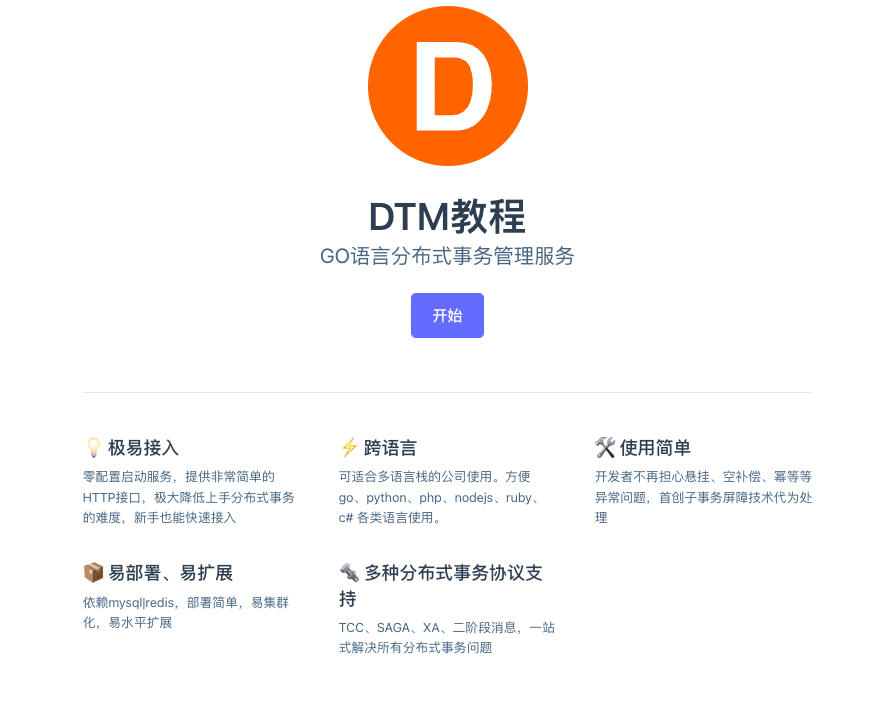 D
DTM教程
GO语言分布式事务管理服务
开始
💡 极易接入
零配置启动服务，提供非常简单的
HTTP接口，极大降低上手分布式事务
的难度，新手也能快速接入
⚡ 跨语言
可适合多语言栈的公司使用。方便
go、python、php、nodejs、ruby、
c# 各类语言使用。
🛠️ 使用简单
开发者不再担心悬挂、空补偿、幂等等
异常问题，首创子事务屏障技术代为处
理
📦 易部署、易扩展
依赖mysql|redis，部署简单，易集群
化，易水平扩展
🔩 多种分布式事务协议支
持
TCC、SAGA、XA、二阶段消息，一站
式解决所有分布式事务问题